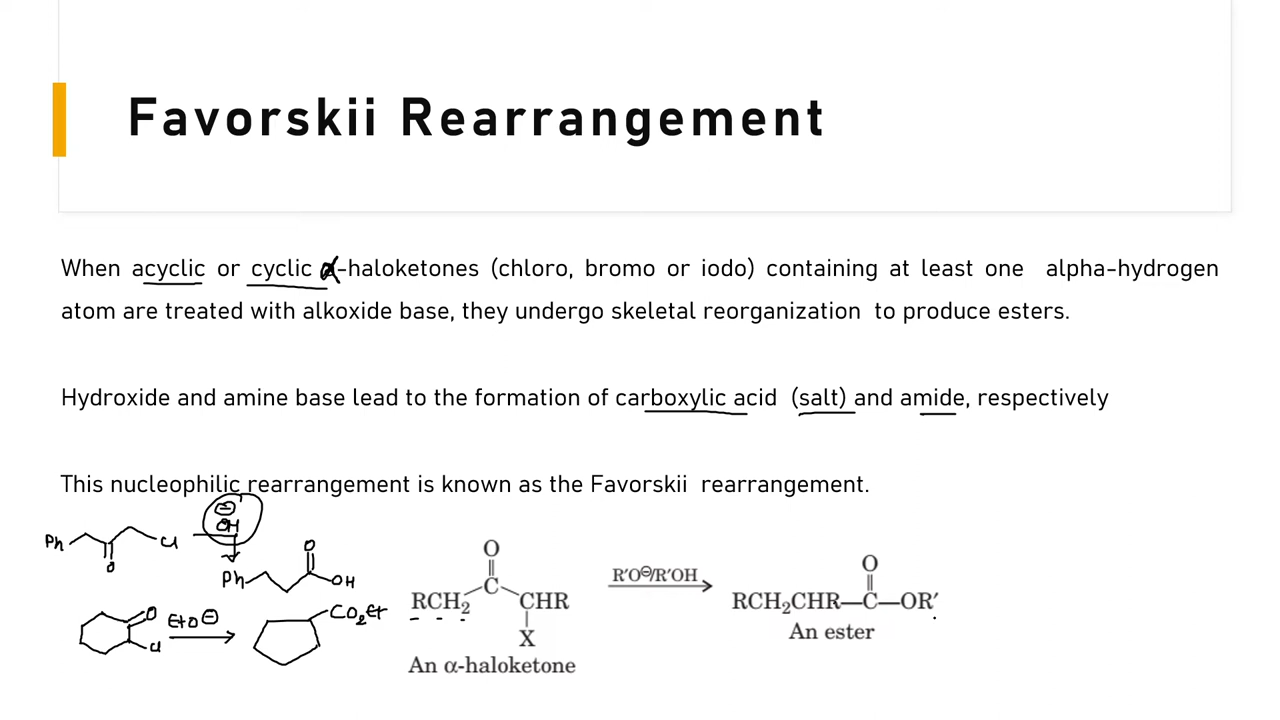 Favorskii Rearrangement
When acyclic or cyclic α-haloketones (chloro, bromo or iodo) containing at least one alpha-hydrogen
atom are treated with alkoxide base, they undergo skeletal reorganization to produce esters.
Hydroxide and amine base lead to the formation of carboxylic acid (salt) and amide, respectively
This nucleophilic rearrangement is known as the Favorskii rearrangement.
⊖
OH
Ph Cl
O
O
Ph OH
O EtO⊖ CO₂Et
Cl
O
C
RCH₂ CHR
X
An α-haloketone
R′O⊖/R′OH
O
RCH₂CHR—C—OR′
An ester